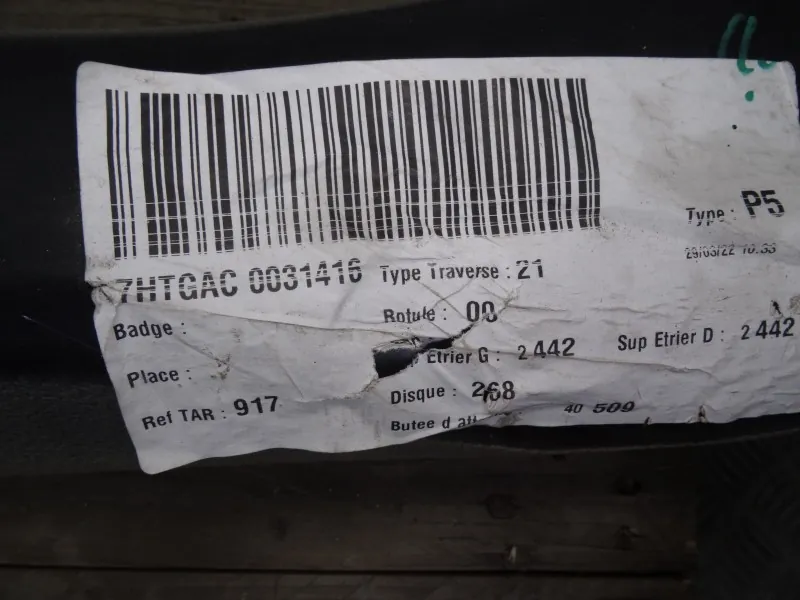 Type : P5
29/03/22 10:33
7HTGAC 0031416
Type Traverse : 21
Badge :
Rotule : 00
Place :
Etrier G : 2 442
Sup Etrier D : 2 442
Ref TAR : 917
Disque : 268
Butee d att
40 509